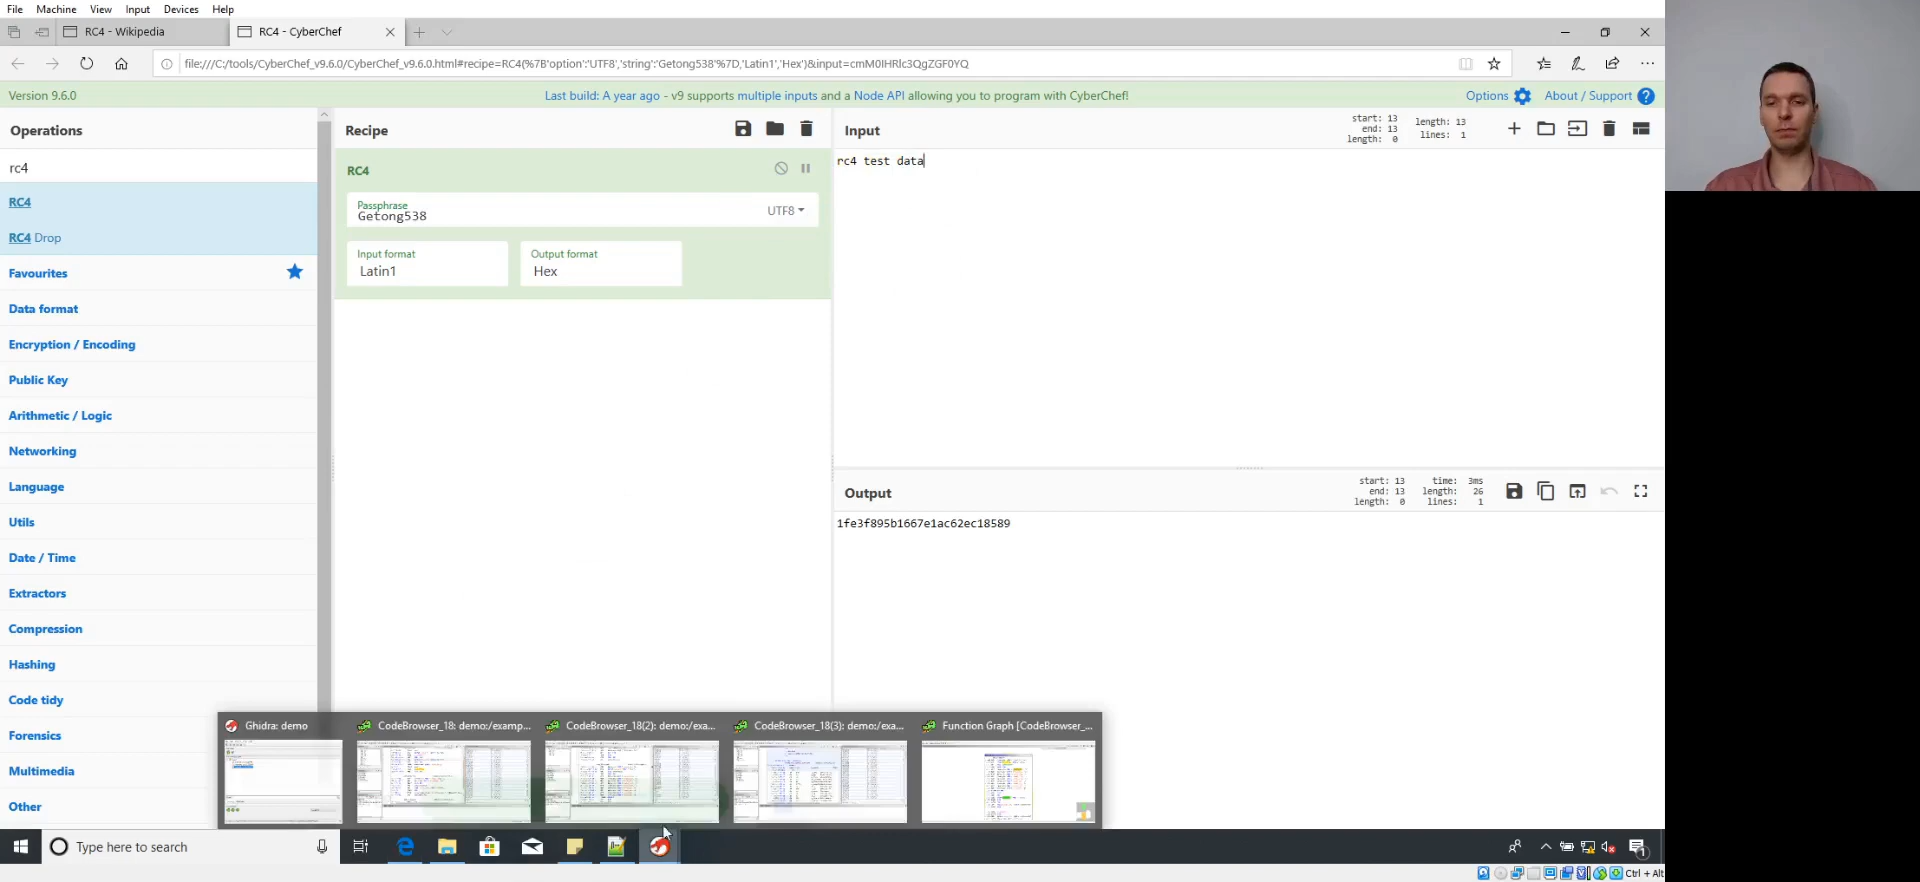 File Machine View Input Devices Help
RC4 - Wikipedia
RC4 - CyberChef
file:///C:/tools/CyberChef_v9.6.0/CyberChef_v9.6.0.html#recipe=RC4(%7B'option':'UTF8','string':'Getong538'%7D,'Latin1','Hex')&input=cmM0IHRlc3QgZGF0YQ
Version 9.6.0
Last build: A year ago - v9 supports multiple inputs and a Node API allowing you to program with CyberChef!
Options
About / Support
Operations
rc4
RC4
RC4 Drop
Favourites
Data format
Encryption / Encoding
Public Key
Arithmetic / Logic
Networking
Language
Utils
Date / Time
Extractors
Compression
Hashing
Code tidy
Forensics
Multimedia
Other
Recipe
RC4
Passphrase
Getong538
UTF8
Input format
Latin1
Output format
Hex
Input
start: 13
end: 13
length: 0
length: 13
lines: 1
rc4 test data
Output
start: 13
end: 13
length: 0
time: 3ms
length: 26
lines: 1
1fe3f895b1667e1ac62ec18589
Ghidra: demo
CodeBrowser_18: demo:/examp...
CodeBrowser_18(2): demo:/exa...
CodeBrowser_18(3): demo:/exa...
Function Graph [CodeBrowser_...
Type here to search
1
Ctrl + Alt